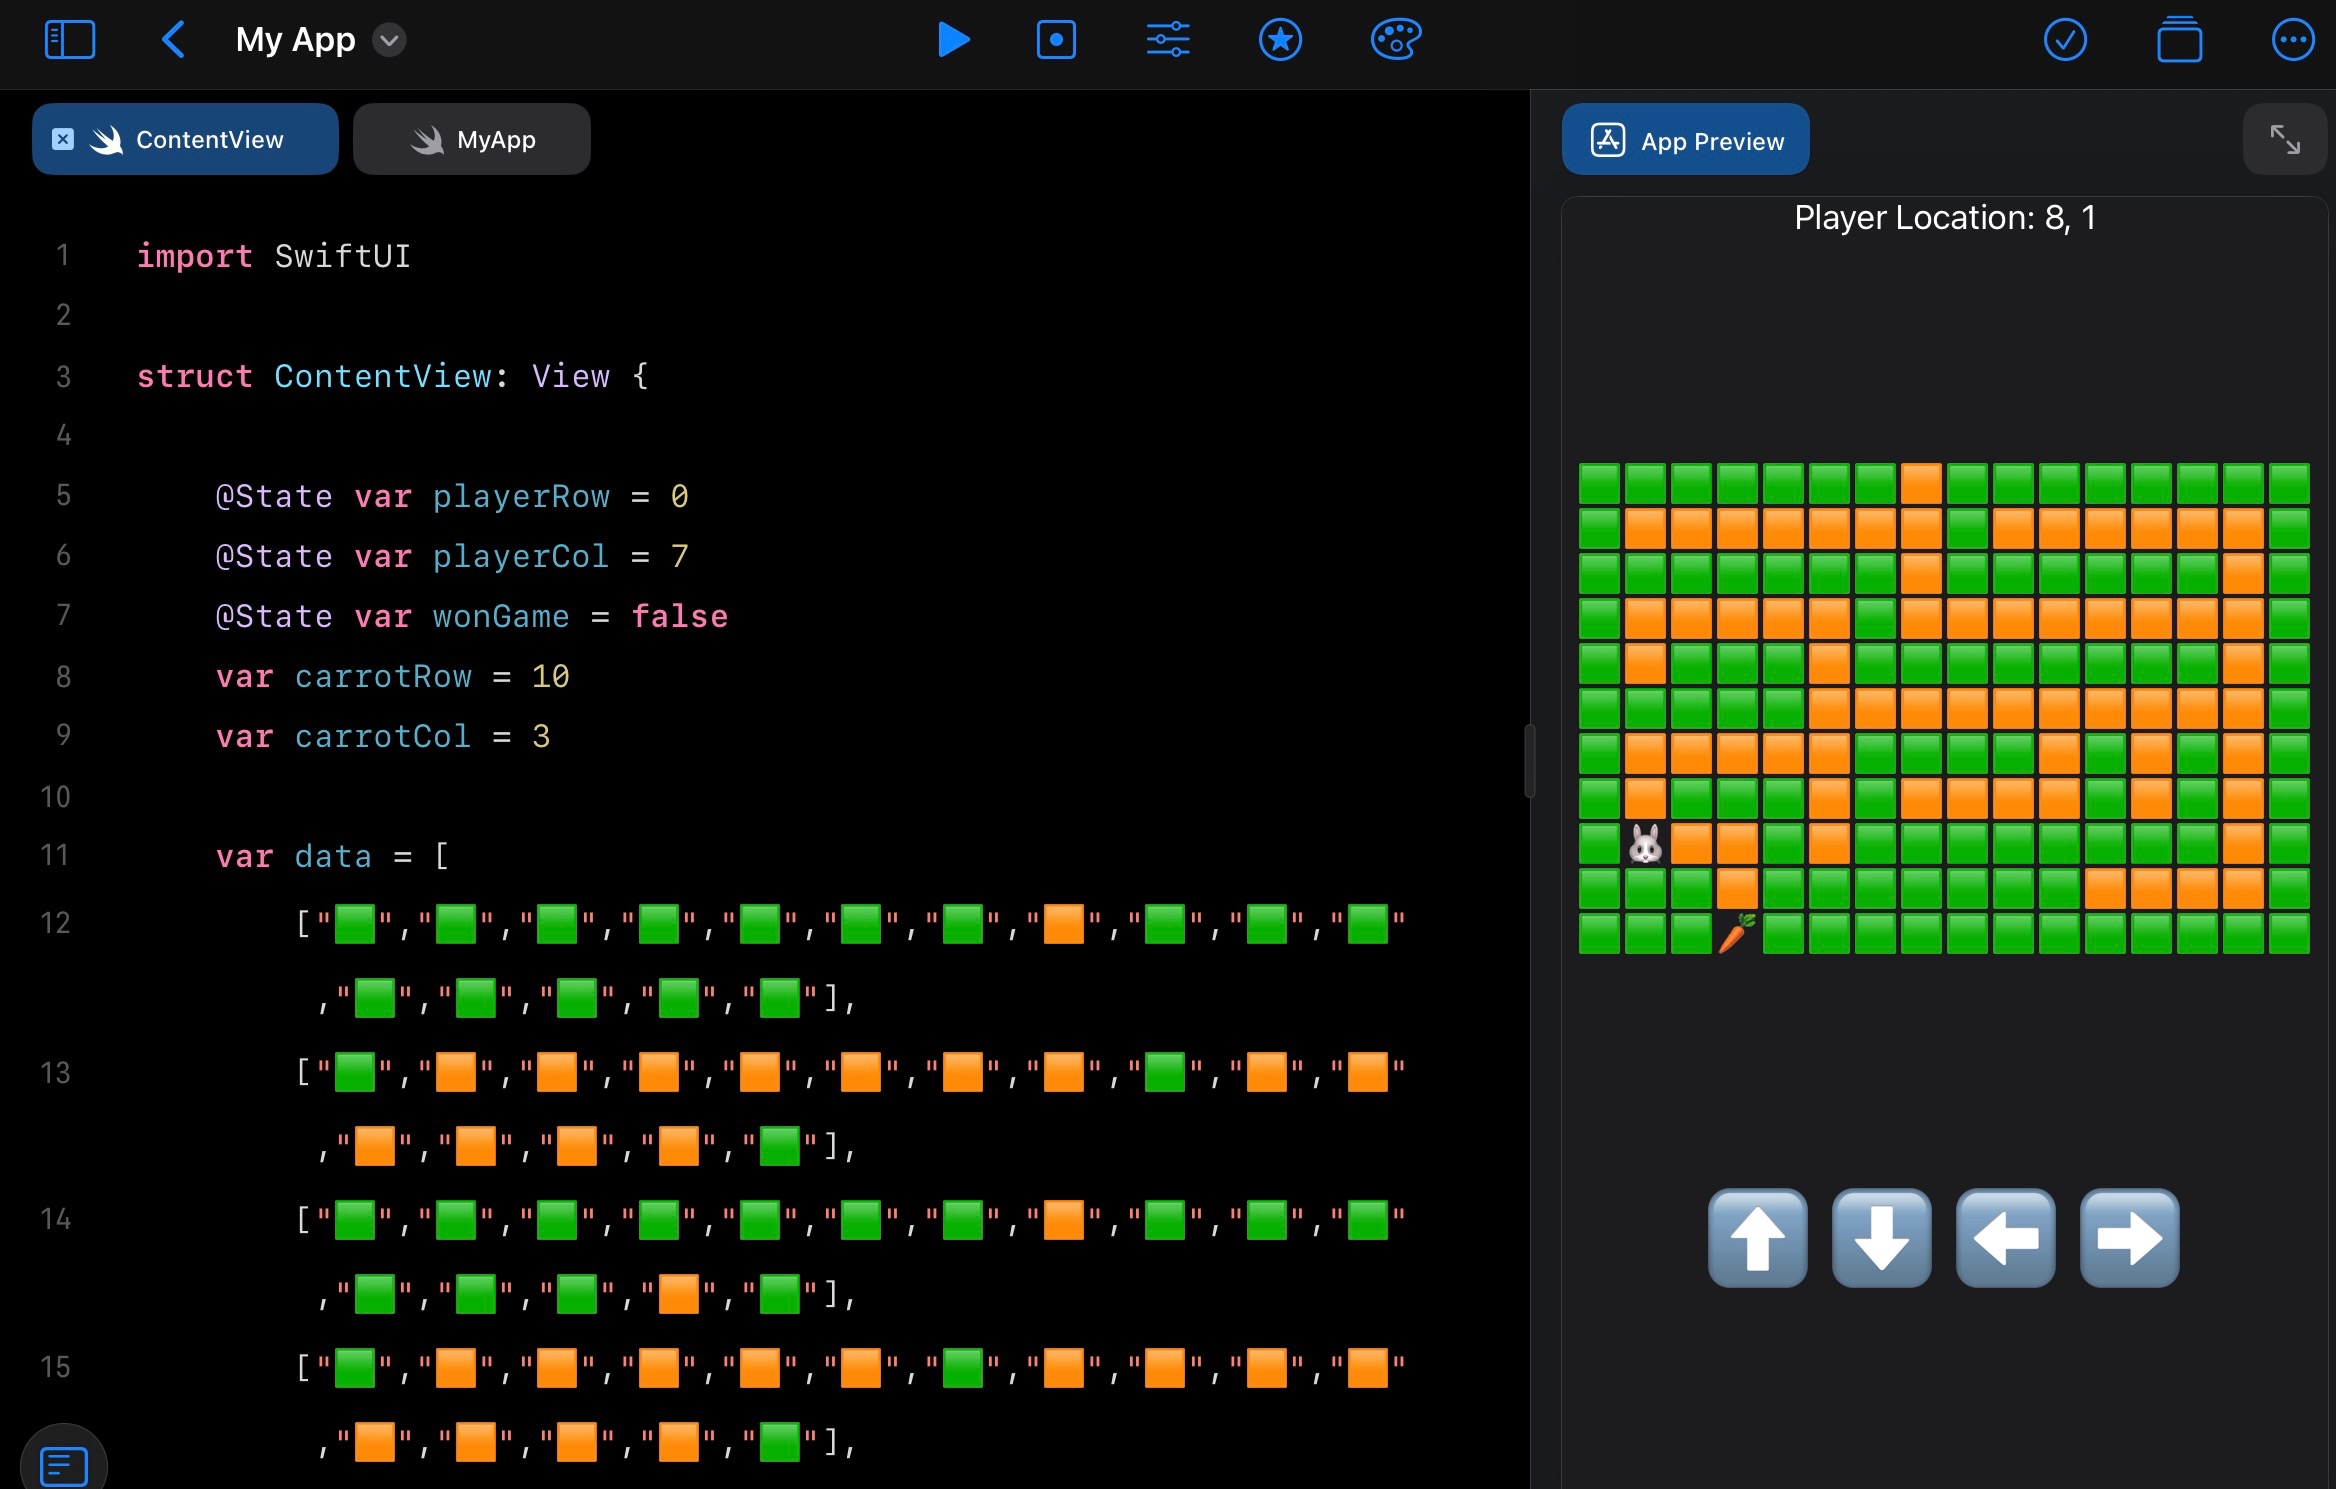 My App
ContentView
MyApp
1 import SwiftUI
2
3 struct ContentView: View {
4
5 @State var playerRow = 0
6 @State var playerCol = 7
7 @State var wonGame = false
8 var carrotRow = 10
9 var carrotCol = 3
10
11 var data = [
12 ["🟩","🟩","🟩","🟩","🟩","🟩","🟩","🟧","🟩","🟩","🟩"
,"🟩","🟩","🟩","🟩","🟩"],
13 ["🟩","🟧","🟧","🟧","🟧","🟧","🟧","🟧","🟩","🟧","🟧"
,"🟧","🟧","🟧","🟧","🟩"],
14 ["🟩","🟩","🟩","🟩","🟩","🟩","🟩","🟧","🟩","🟩","🟩"
,"🟩","🟩","🟩","🟧","🟩"],
15 ["🟩","🟧","🟧","🟧","🟧","🟧","🟩","🟧","🟧","🟧","🟧"
,"🟧","🟧","🟧","🟧","🟩"],
App Preview
Player Location: 8, 1